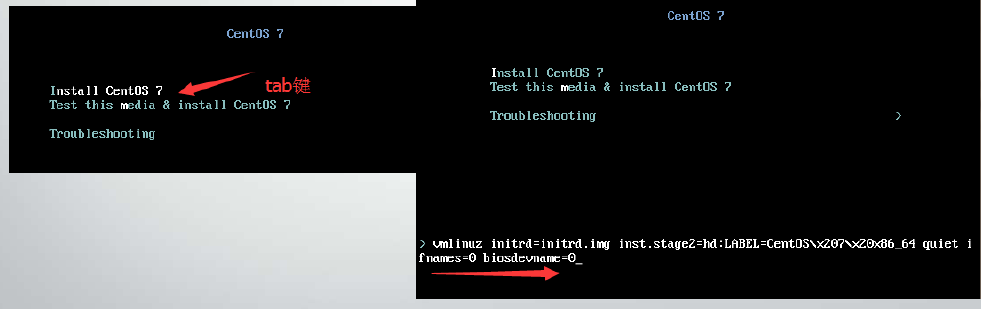 CentOS 7
Install CentOS 7
tab键
Test this media & install CentOS 7
Troubleshooting
CentOS 7
Install CentOS 7
Test this media & install CentOS 7
Troubleshooting >
> vmlinuz initrd=initrd.img inst.stage2=hd:LABEL=CentOS\x207\x20x86_64 quiet i
fnames=0 biosdevname=0_